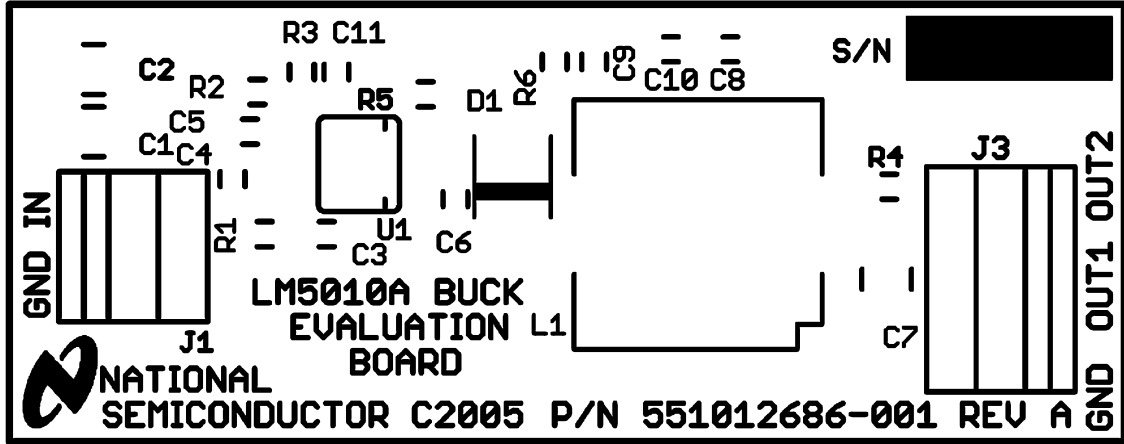 R3 C11
S/N
C2
R2
R5
D1
R6
C9
C10 C8
C5
C1 C4
R4
J3
GND IN
R1
U1
C3
C6
GND OUT1 OUT2
LM5010A BUCK
EVALUATION
BOARD
L1
C7
J1
NATIONAL
SEMICONDUCTOR C2005 P/N 551012686-001 REV A